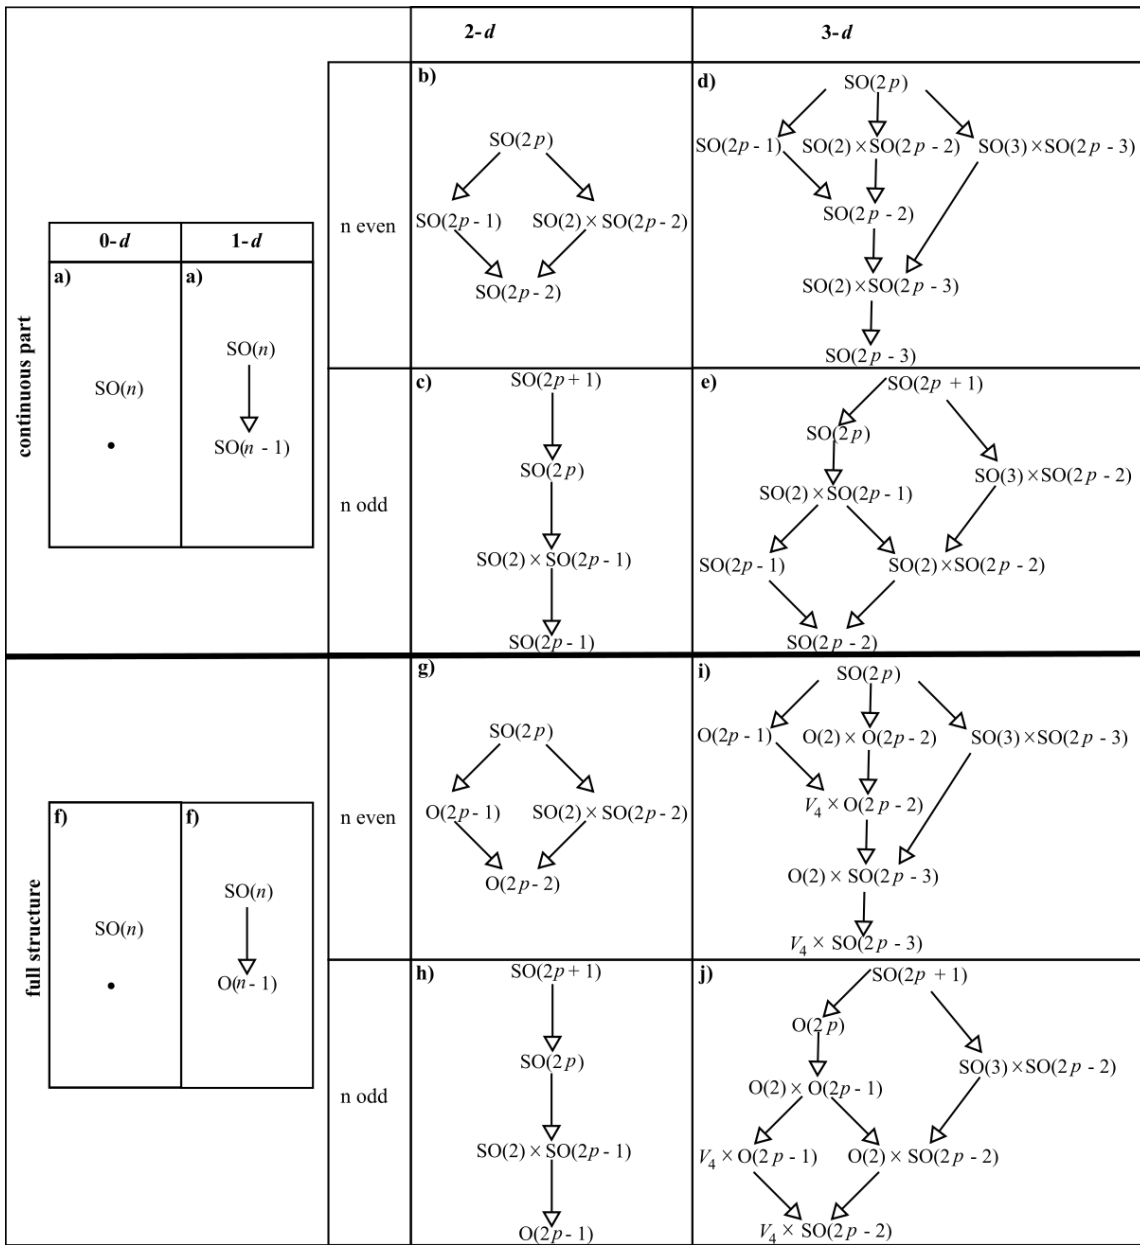 2-d
3-d
b)
SO(2p)
SO(2p - 1)
SO(2) × SO(2p - 2)
SO(2p - 2)
d)
SO(2p)
SO(2p - 1)
SO(2) × SO(2p - 2)
SO(3) × SO(2p - 3)
SO(2p - 2)
SO(2) × SO(2p - 3)
SO(2p - 3)
n even
continuous part
0-d
1-d
a)
SO(n)
a)
SO(n)
SO(n - 1)
n odd
c)
SO(2p + 1)
SO(2p)
SO(2) × SO(2p - 1)
SO(2p - 1)
e)
SO(2p + 1)
SO(2p)
SO(3) × SO(2p - 2)
SO(2) × SO(2p - 1)
SO(2p - 1)
SO(2) × SO(2p - 2)
SO(2p - 2)
g)
SO(2p)
O(2p - 1)
SO(2) × SO(2p - 2)
O(2p - 2)
i)
SO(2p)
O(2p - 1)
O(2) × O(2p - 2)
SO(3) × SO(2p - 3)
V4 × O(2p - 2)
O(2) × SO(2p - 3)
V4 × SO(2p - 3)
n even
full structure
f)
SO(n)
f)
SO(n)
O(n - 1)
n odd
h)
SO(2p + 1)
SO(2p)
SO(2) × SO(2p - 1)
O(2p - 1)
j)
SO(2p + 1)
O(2p)
SO(3) × SO(2p - 2)
O(2) × O(2p - 1)
V4 × O(2p - 1)
O(2) × SO(2p - 2)
V4 × SO(2p - 2)